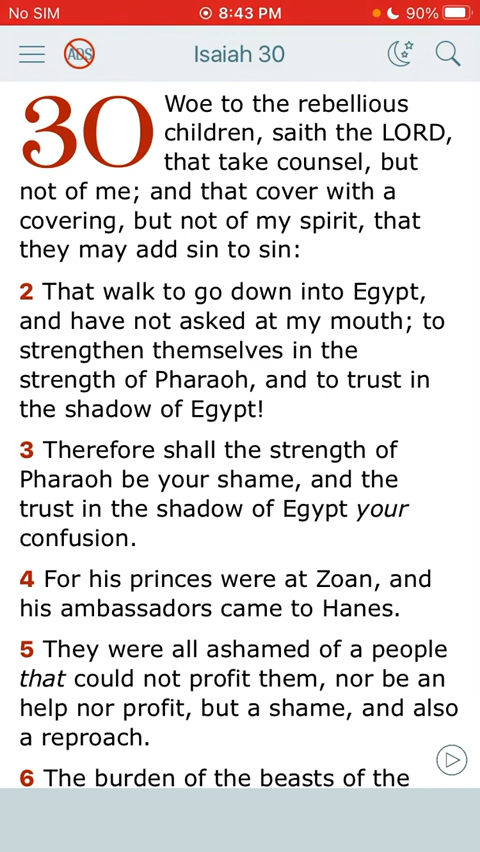 No SIM 8:43 PM 90%
ADS Isaiah 30
30 Woe to the rebellious
children, saith the LORD,
that take counsel, but
not of me; and that cover with a
covering, but not of my spirit, that
they may add sin to sin:
2 That walk to go down into Egypt,
and have not asked at my mouth; to
strengthen themselves in the
strength of Pharaoh, and to trust in
the shadow of Egypt!
3 Therefore shall the strength of
Pharaoh be your shame, and the
trust in the shadow of Egypt your
confusion.
4 For his princes were at Zoan, and
his ambassadors came to Hanes.
5 They were all ashamed of a people
that could not profit them, nor be an
help nor profit, but a shame, and also
a reproach.
6 The burden of the beasts of the